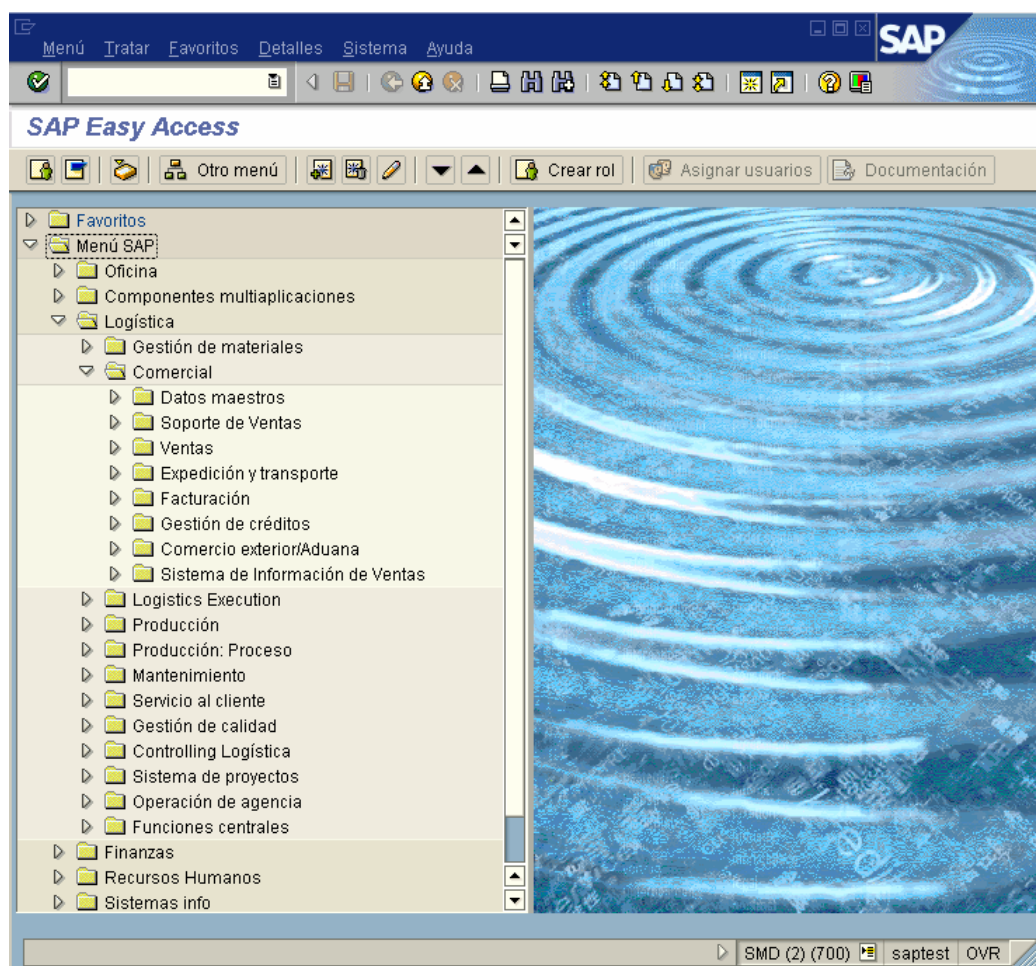 Menú Tratar Favoritos Detalles Sistema Ayuda
SAP
SAP Easy Access
Otro menú Crear rol Asignar usuarios Documentación
Favoritos
Menú SAP
Oficina
Componentes multiaplicaciones
Logística
Gestión de materiales
Comercial
Datos maestros
Soporte de Ventas
Ventas
Expedición y transporte
Facturación
Gestión de créditos
Comercio exterior/Aduana
Sistema de Información de Ventas
Logistics Execution
Producción
Producción: Proceso
Mantenimiento
Servicio al cliente
Gestión de calidad
Controlling Logística
Sistema de proyectos
Operación de agencia
Funciones centrales
Finanzas
Recursos Humanos
Sistemas info
SMD (2) (700) saptest OVR